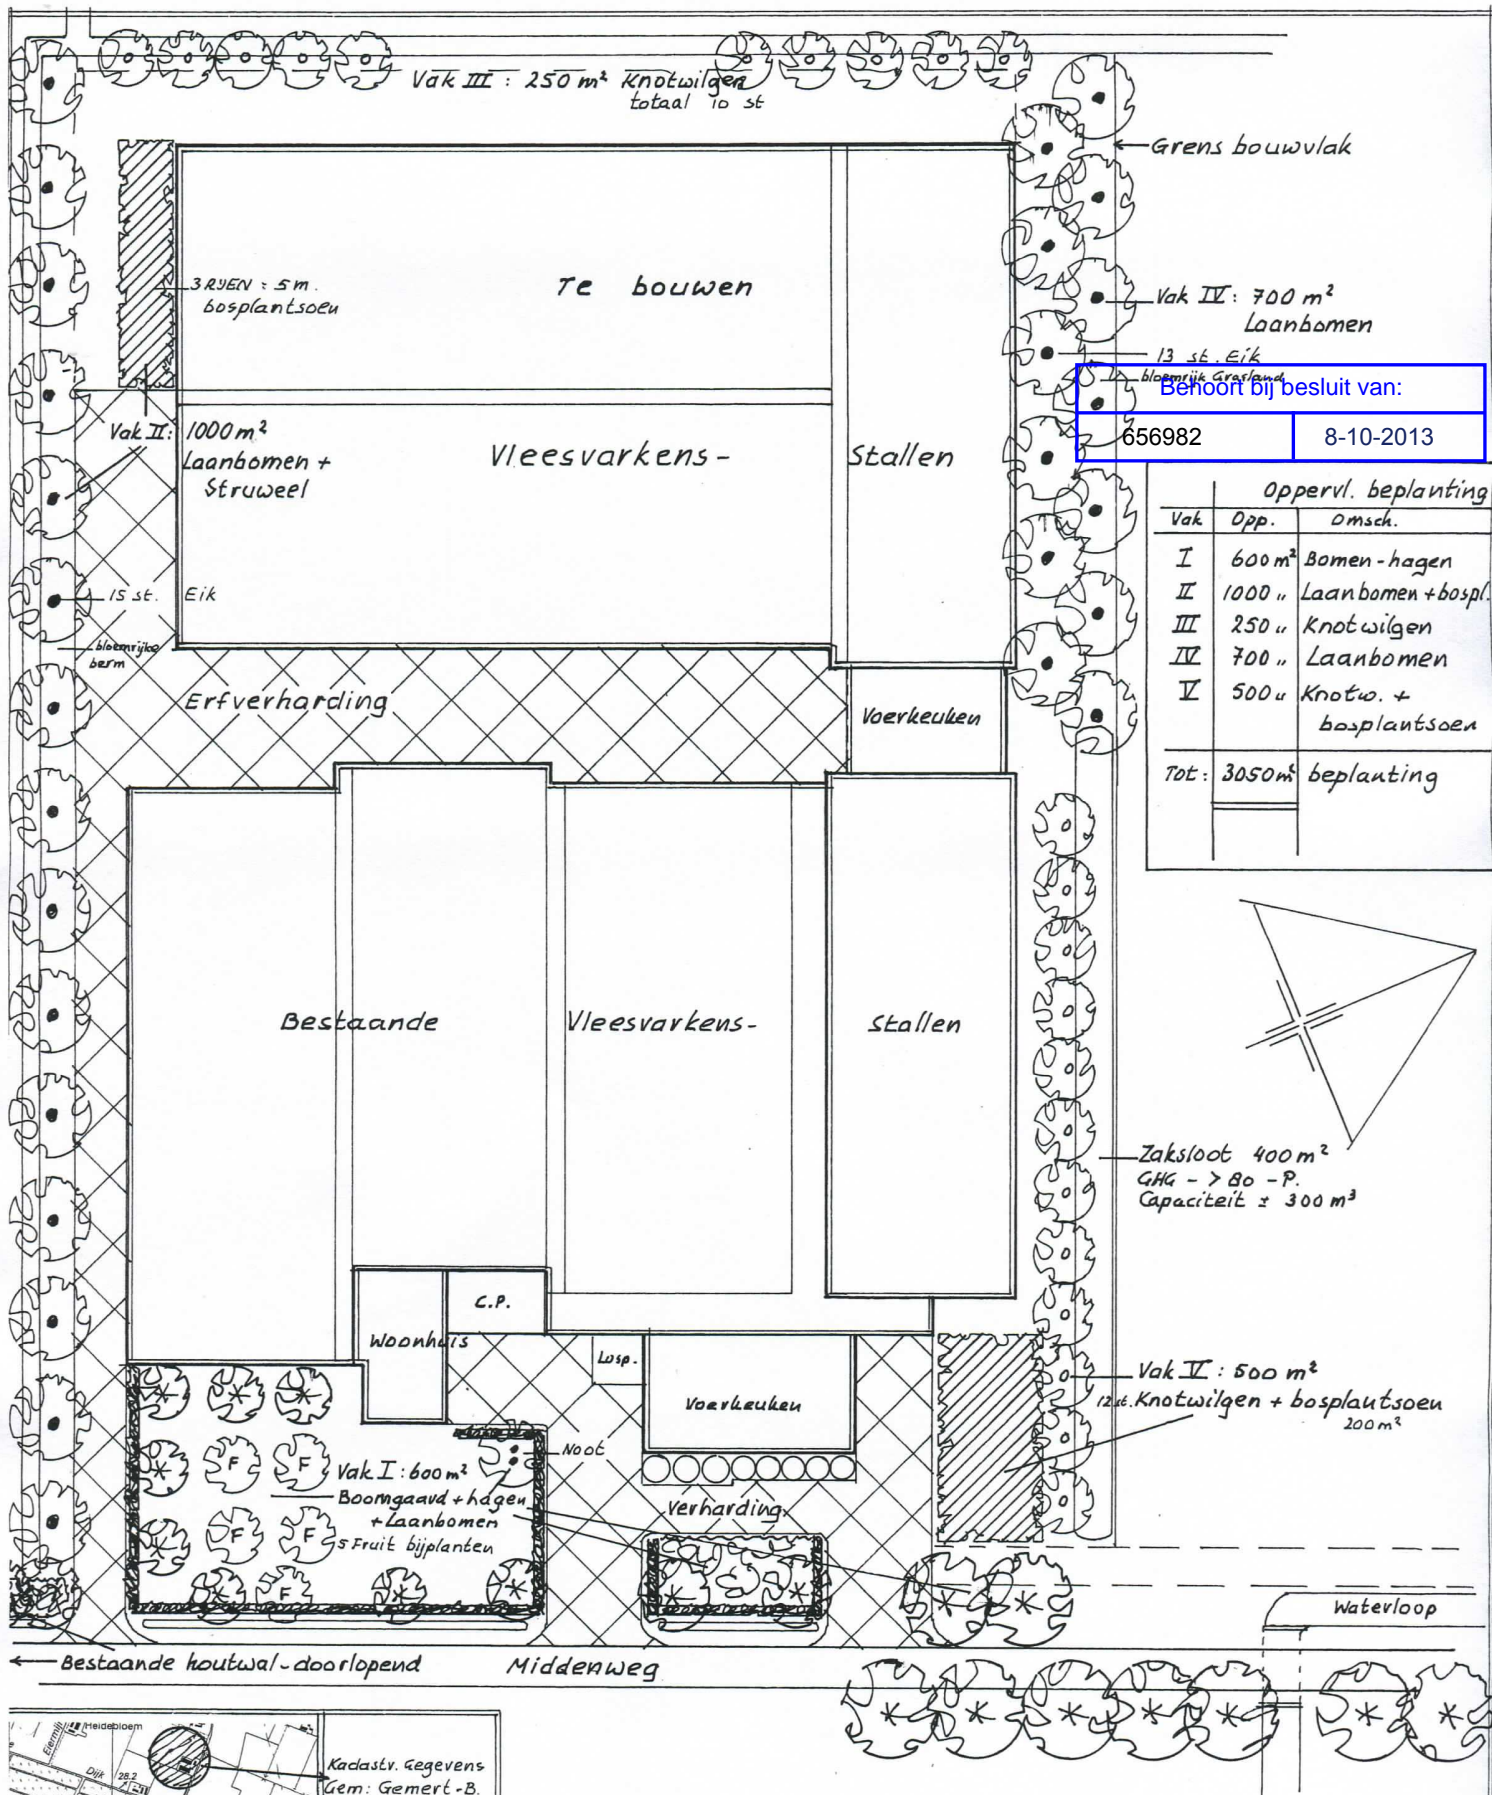 Vak III : 250 m² Knotwilgen
totaal 10 st
Grens bouwvlak
3 RYEN : 5 m.
bosplantsoen
Te bouwen
Vak IV : 700 m²
Laanbomen
13 st. Eik
bloemrijk Grasland
Behoort bij besluit van:
656982 8-10-2013
Vak II : 1000 m²
Laanbomen +
Struweel
Vleesvarkens- Stallen
Oppervl. beplanting
Vak Opp. Omsch.
I 600 m² Bomen-hagen
II 1000 " Laanbomen + bospl.
III 250 " Knotwilgen
IV 700 " Laanbomen
V 500 " Knotw. +
bosplantsoen
Tot : 3050 m² beplanting
15 st. Eik
bloemrijke
berm
Erfverharding
Voerkeuken
Bestaande Vleesvarkens- Stallen
Zaksloot 400 m²
GHG - > 80 - P.
Capaciteit ± 300 m³
C.P.
Woonhuis
Losp.
Voerkeuken
Vak IV : 500 m²
12 st. Knotwilgen + bosplantsoen
200 m²
Noot
F F
Vak I : 600 m²
Boomgaard + hagen
+ Laanbomen
F F
5 Fruit bijplanten
F
Verharding
Waterloop
← Bestaande houtwal - doorlopend Middenweg
Heidebloem
Dijk 28.2
Kadastr. Gegevens
Gem : Gemert - B.